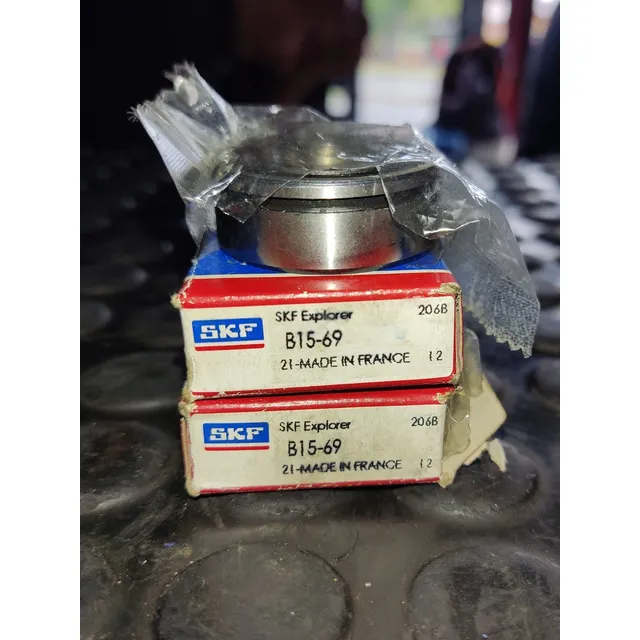 SKF Explorer 206B
SKF
B15-69
21-MADE IN FRANCE 12
SKF Explorer 206B
SKF
B15-69
21-MADE IN FRANCE 12